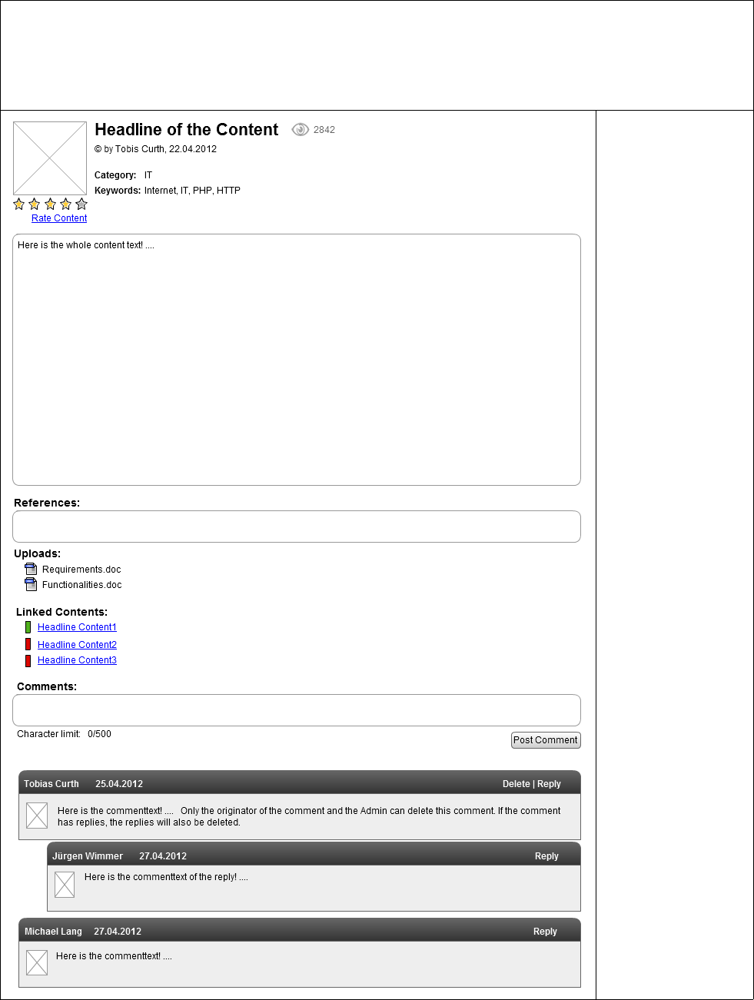 Headline of the Content 2842
© by Tobis Curth, 22.04.2012
Category: IT
Keywords: Internet, IT, PHP, HTTP
Rate Content
Here is the whole content text! ....
References:
Uploads:
Requirements.doc
Functionalities.doc
Linked Contents:
Headline Content1
Headline Content2
Headline Content3
Comments:
Character limit: 0/500
Post Comment
Tobias Curth 25.04.2012 Delete | Reply
Here is the commenttext! .... Only the originator of the comment and the Admin can delete this comment. If the comment
has replies, the replies will also be deleted.
Jürgen Wimmer 27.04.2012 Reply
Here is the commenttext of the reply! ....
Michael Lang 27.04.2012 Reply
Here is the commenttext! ....